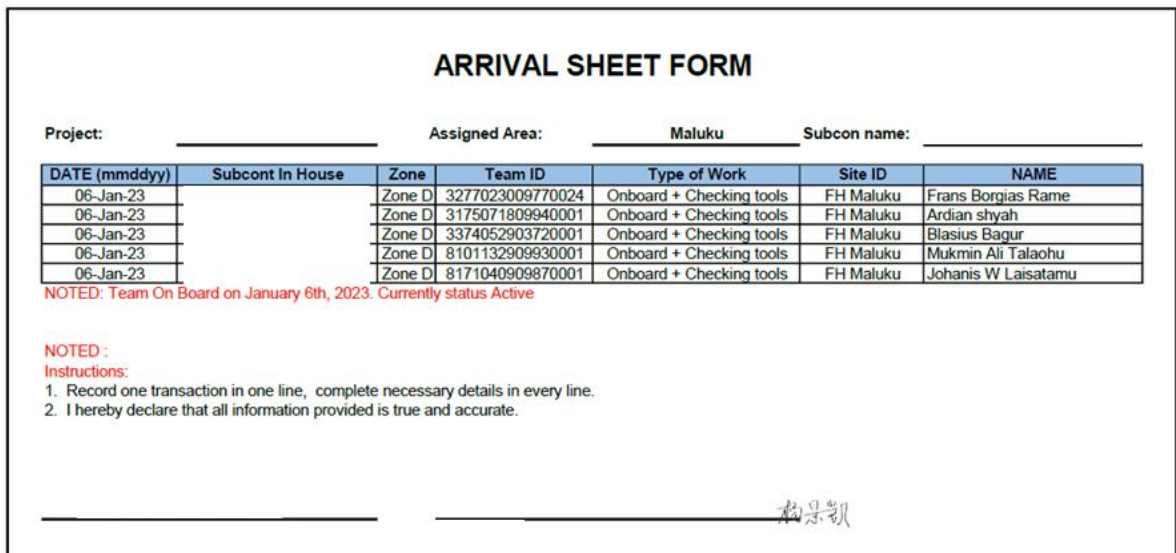 ARRIVAL SHEET FORM
Project: Assigned Area: Maluku Subcon name:
DATE (mmddyy) Subcont In House Zone Team ID Type of Work Site ID NAME
06-Jan-23 Zone D 3277023009770024 Onboard + Checking tools FH Maluku Frans Borgias Rame
06-Jan-23 Zone D 3175071809940001 Onboard + Checking tools FH Maluku Ardian shyah
06-Jan-23 Zone D 3374052903720001 Onboard + Checking tools FH Maluku Blasius Bagur
06-Jan-23 Zone D 8101132909930001 Onboard + Checking tools FH Maluku Mukmin Ali Talaohu
06-Jan-23 Zone D 8171040909870001 Onboard + Checking tools FH Maluku Johanis W Laisatamu
NOTED: Team On Board on January 6th, 2023. Currently status Active
NOTED :
Instructions:
1. Record one transaction in one line, complete necessary details in every line.
2. I hereby declare that all information provided is true and accurate.